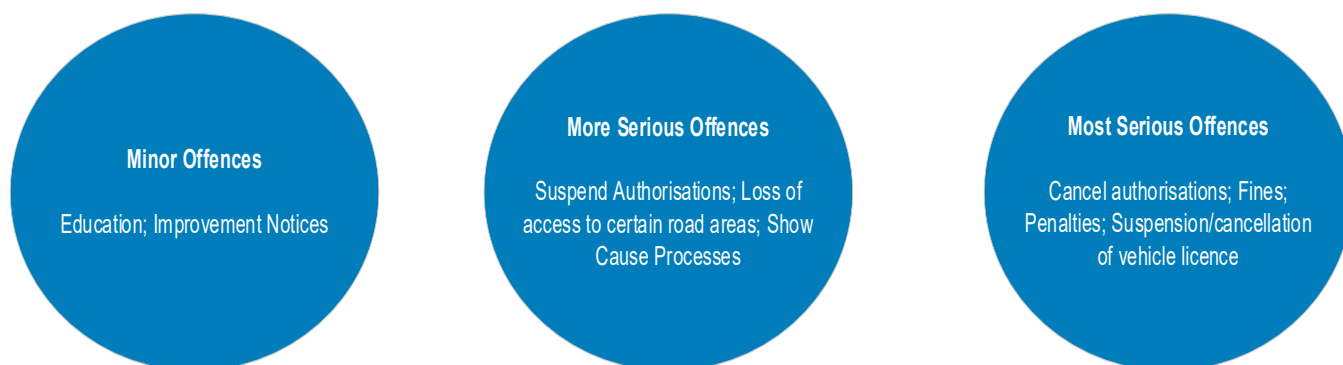 Minor Offences
Education; Improvement Notices
More Serious Offences
Suspend Authorisations; Loss of
access to certain road areas; Show
Cause Processes
Most Serious Offences
Cancel authorisations; Fines;
Penalties; Suspension/cancellation
of vehicle licence